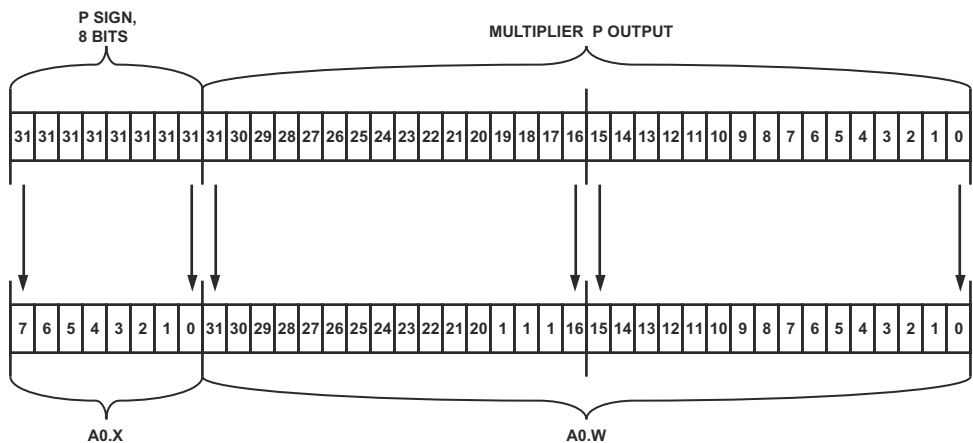 P SIGN,
8 BITS
MULTIPLIER P OUTPUT
31 31 31 31 31 31 31 31 31 30 29 28 27 26 25 24 23 22 21 20 19 18 17 16 15 14 13 12 11 10 9 8 7 6 5 4 3 2 1 0
7 6 5 4 3 2 1 0 31 30 29 28 27 26 25 24 23 22 21 20 1 1 1 16 15 14 13 12 11 10 9 8 7 6 5 4 3 2 1 0
A0.X
A0.W